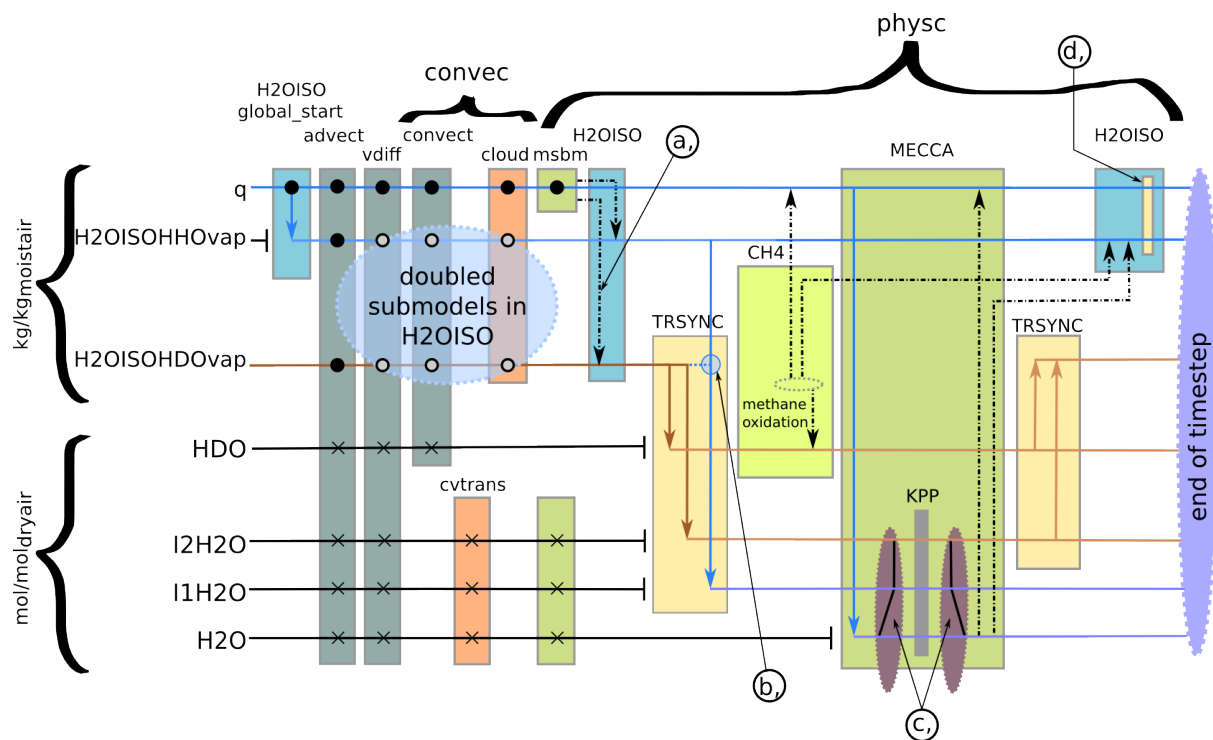 physc
convec
d,
H2OISO
global_start
advect
convect
H2OISO
H2OISO
vdiff
cloud
msbm
a,
MECCA
q
H2OISOHHOvap
kg/kgmoistair
doubled
submodels in
H2OISO
CH4
TRSYNC
TRSYNC
H2OISOHDOvap
methane
oxidation
HDO
end of timestep
cvtrans
KPP
mol/moldryair
I2H2O
I1H2O
H2O
b,
c,